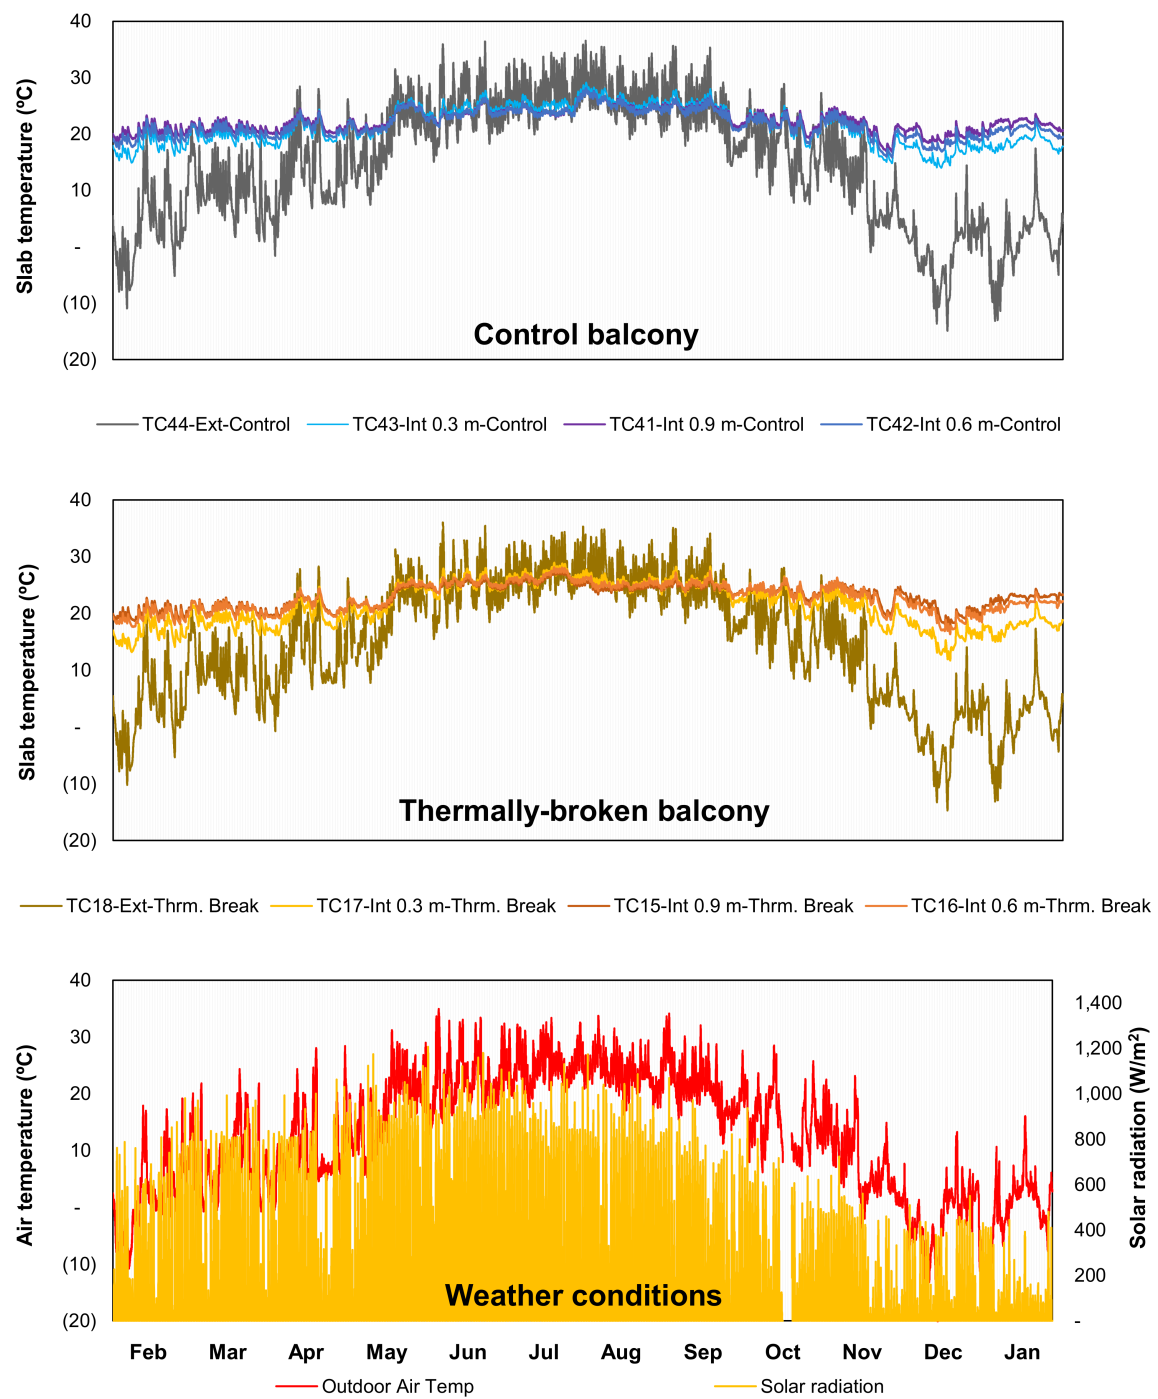 40
30
20
10
-
(10)
(20)
Slab temperature (ºC)
Control balcony
TC44-Ext-Control TC43-Int 0.3 m-Control TC41-Int 0.9 m-Control TC42-Int 0.6 m-Control
40
30
20
10
-
(10)
(20)
Slab temperature (ºC)
Thermally-broken balcony
TC18-Ext-Thrm. Break TC17-Int 0.3 m-Thrm. Break TC15-Int 0.9 m-Thrm. Break TC16-Int 0.6 m-Thrm. Break
40
30
20
10
-
(10)
(20)
Air temperature (ºC)
1,400
1,200
1,000
800
600
400
200
-
Solar radiation (W/m²)
Weather conditions
Feb Mar Apr May Jun Jul Aug Sep Oct Nov Dec Jan
Outdoor Air Temp Solar radiation